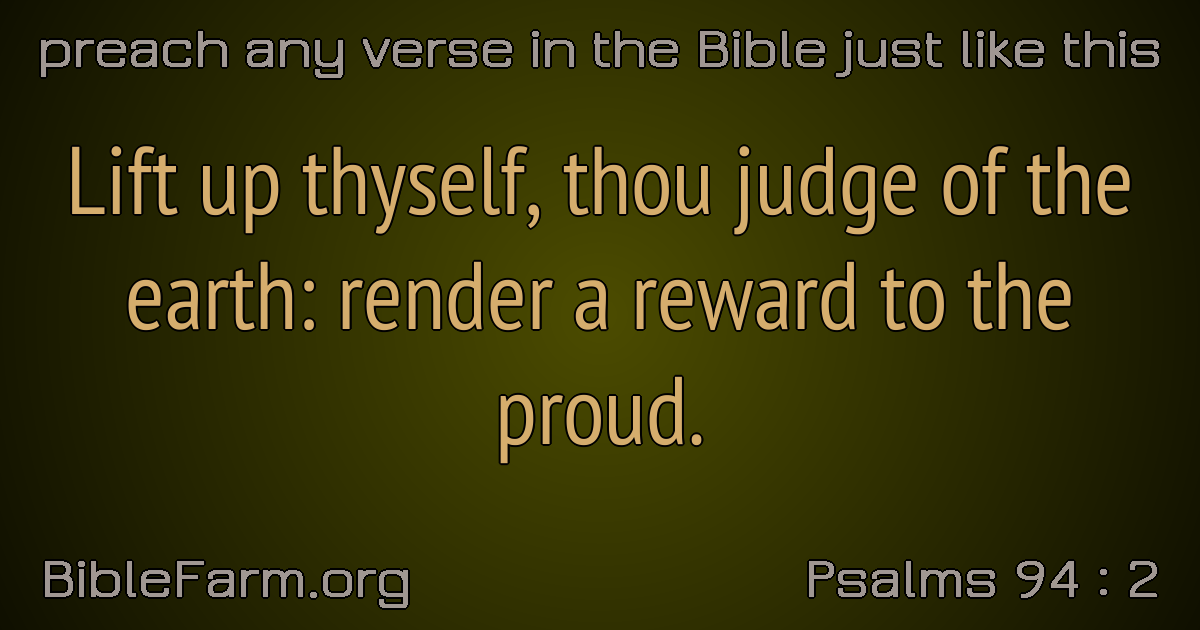 preach any verse in the Bible just like this
Lift up thyself, thou judge of the
earth: render a reward to the
proud.
BibleFarm.org
Psalms 94 : 2